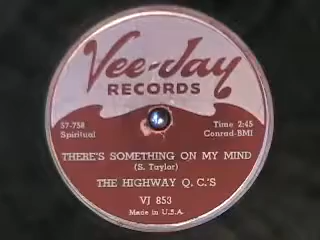 Vee-Jay
RECORDS
57-758
Spiritual
Time 2:45
Conrad-BMI
THERE'S SOMETHING ON MY MIND
(S. Taylor)
THE HIGHWAY Q. C.'S
VJ 853
Made in U.S.A.